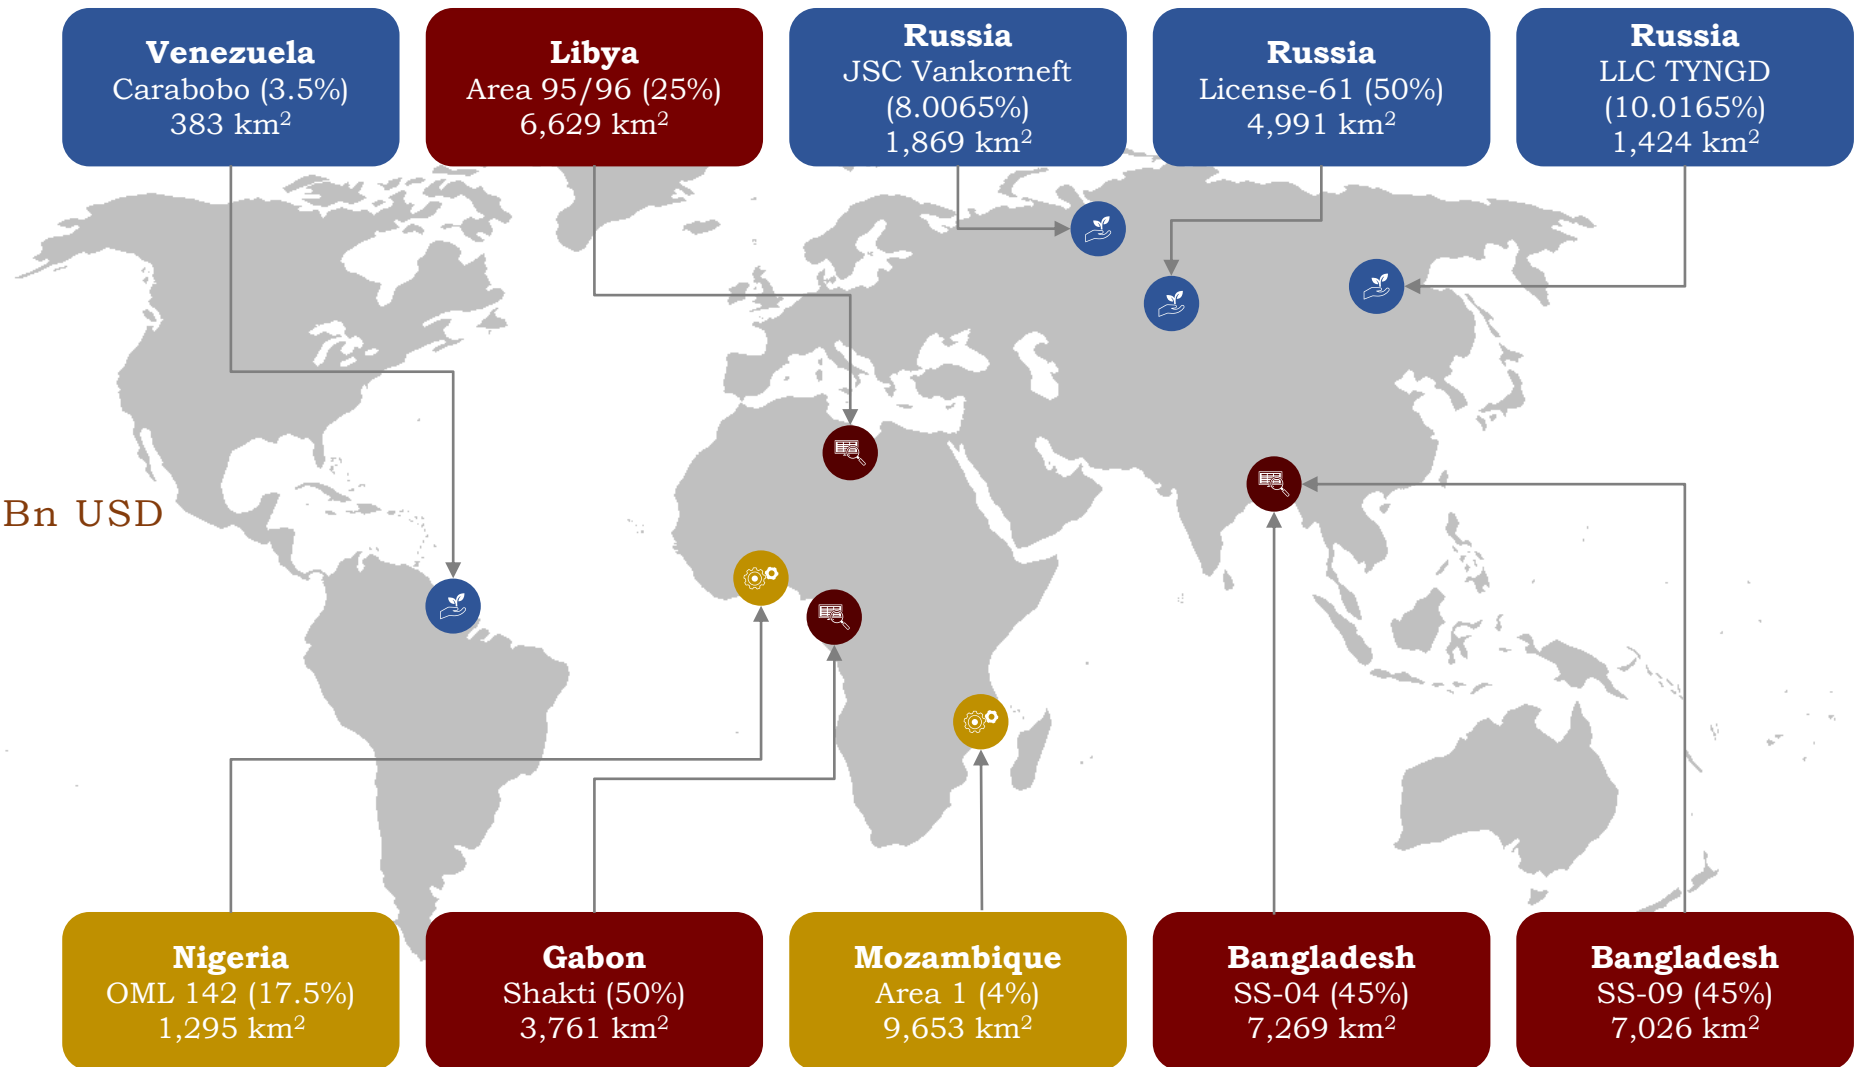 Venezuela
Carabobo (3.5%)
383 km²
Libya
Area 95/96 (25%)
6,629 km²
Russia
JSC Vankorneft
(8.0065%)
1,869 km²
Russia
License-61 (50%)
4,991 km²
Russia
LLC TYNGD
(10.0165%)
1,424 km²
Bn USD
Nigeria
OML 142 (17.5%)
1,295 km²
Gabon
Shakti (50%)
3,761 km²
Mozambique
Area 1 (4%)
9,653 km²
Bangladesh
SS-04 (45%)
7,269 km²
Bangladesh
SS-09 (45%)
7,026 km²